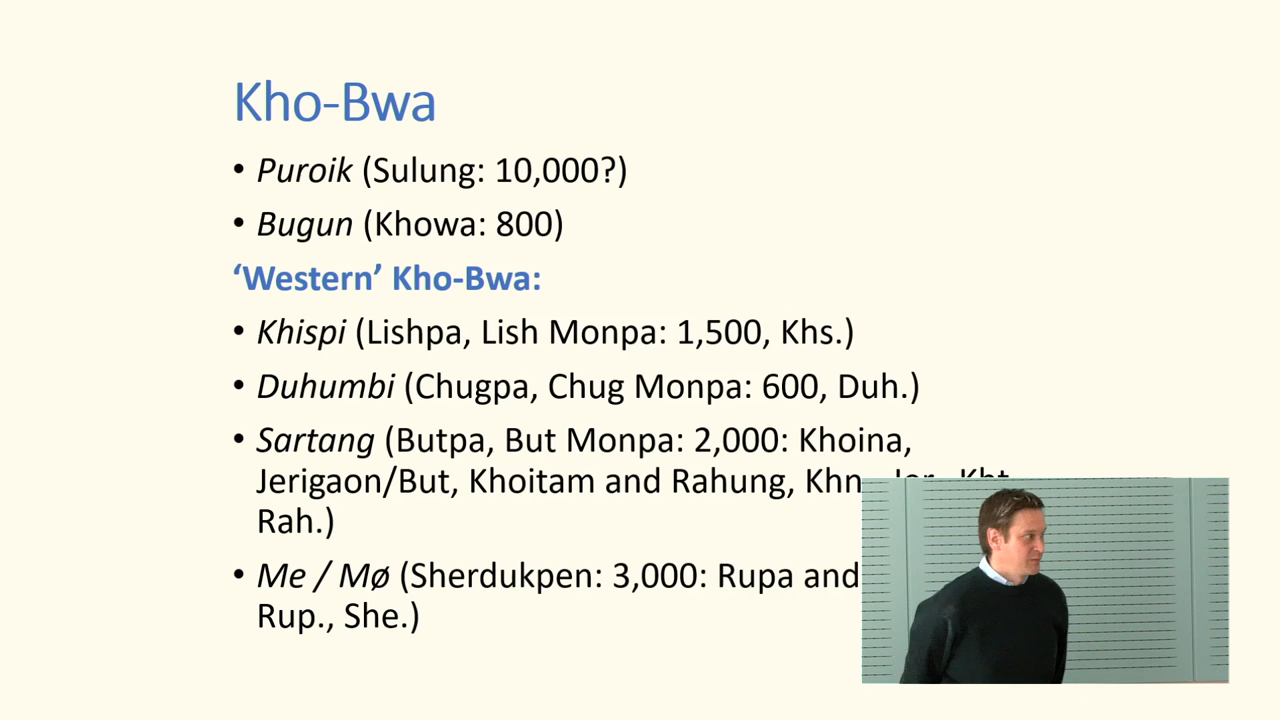 Kho-Bwa
• Puroik (Sulung: 10,000?)
• Bugun (Khowa: 800)
‘Western’ Kho-Bwa:
• Khispi (Lishpa, Lish Monpa: 1,500, Khs.)
• Duhumbi (Chugpa, Chug Monpa: 600, Duh.)
• Sartang (Butpa, But Monpa: 2,000: Khoina,
Jerigaon/But, Khoitam and Rahung, Khn
Rah.)
• Me / Mø (Sherdukpen: 3,000: Rupa and
Rup., She.)